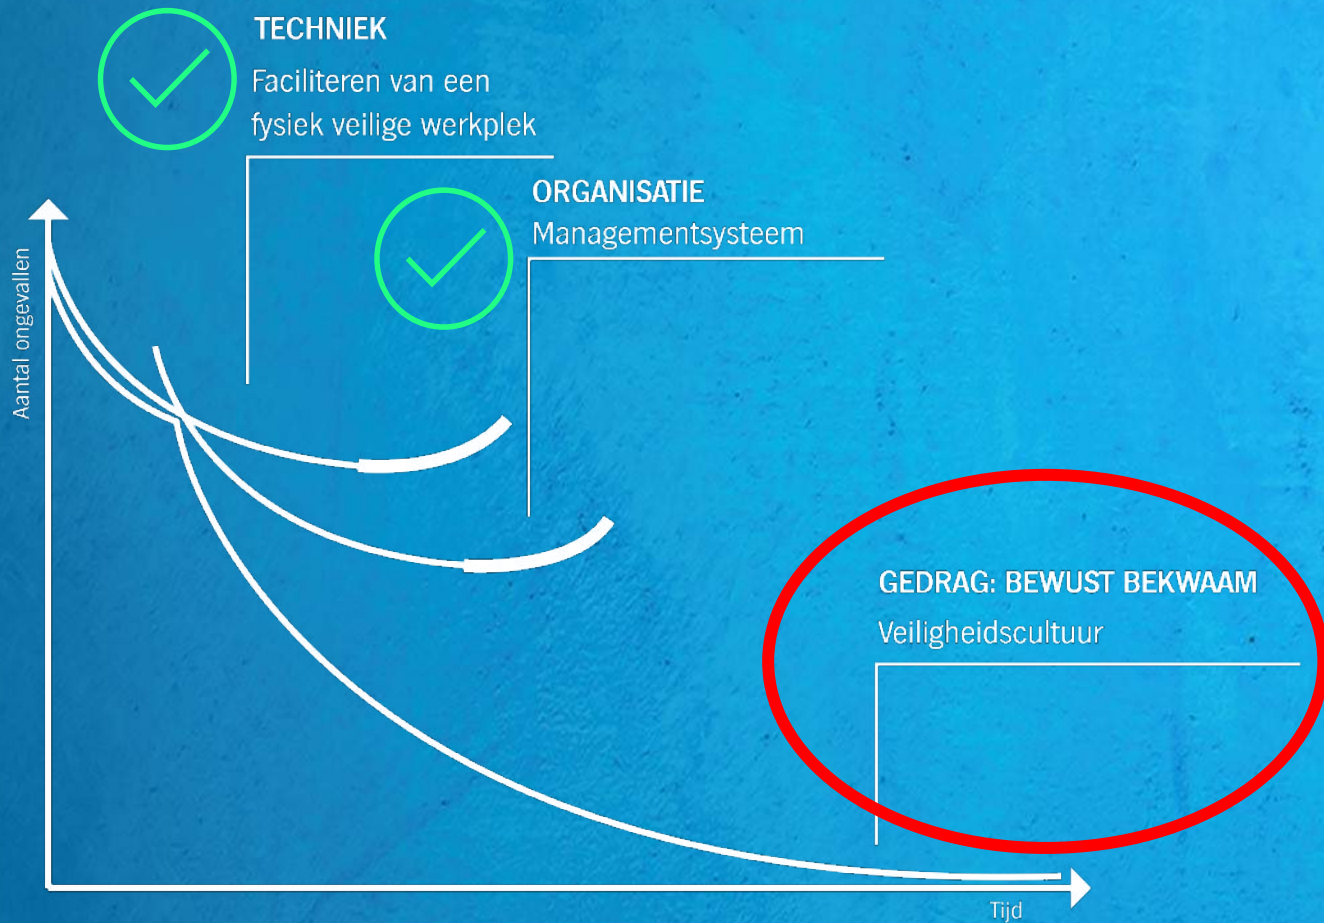 TECHNIEK
Faciliteren van een
fysiek veilige werkplek
ORGANISATIE
Managementsysteem
Aantal ongevallen
GEDRAG: BEWUST BEKWAAM
Veiligheidscultuur
Tijd